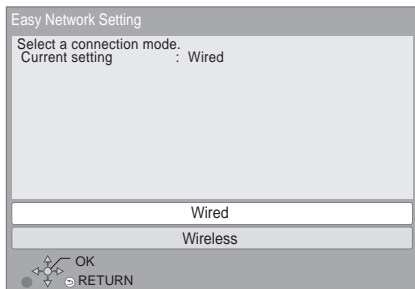 Easy Network Setting
Select a connection mode.
Current setting : Wired
Wired
Wireless
OK
RETURN